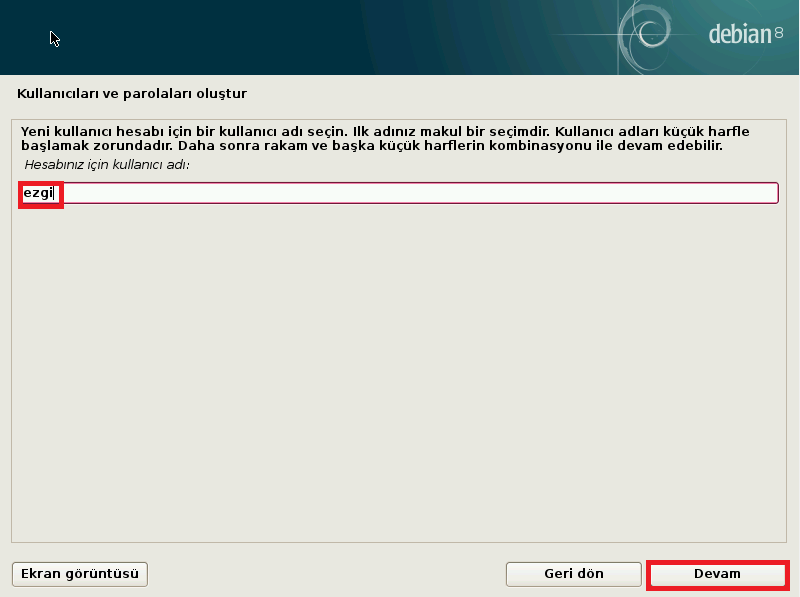 debian 8
Kullanıcıları ve parolaları oluştur
Yeni kullanıcı hesabı için bir kullanıcı adı seçin. Ilk adınız makul bir seçimdir. Kullanıcı adları küçük harfle
başlamak zorundadır. Daha sonra rakam ve başka küçük harflerin kombinasyonu ile devam edebilir.
Hesabınız için kullanıcı adı:
ezgi
Ekran görüntüsü
Geri dön
Devam